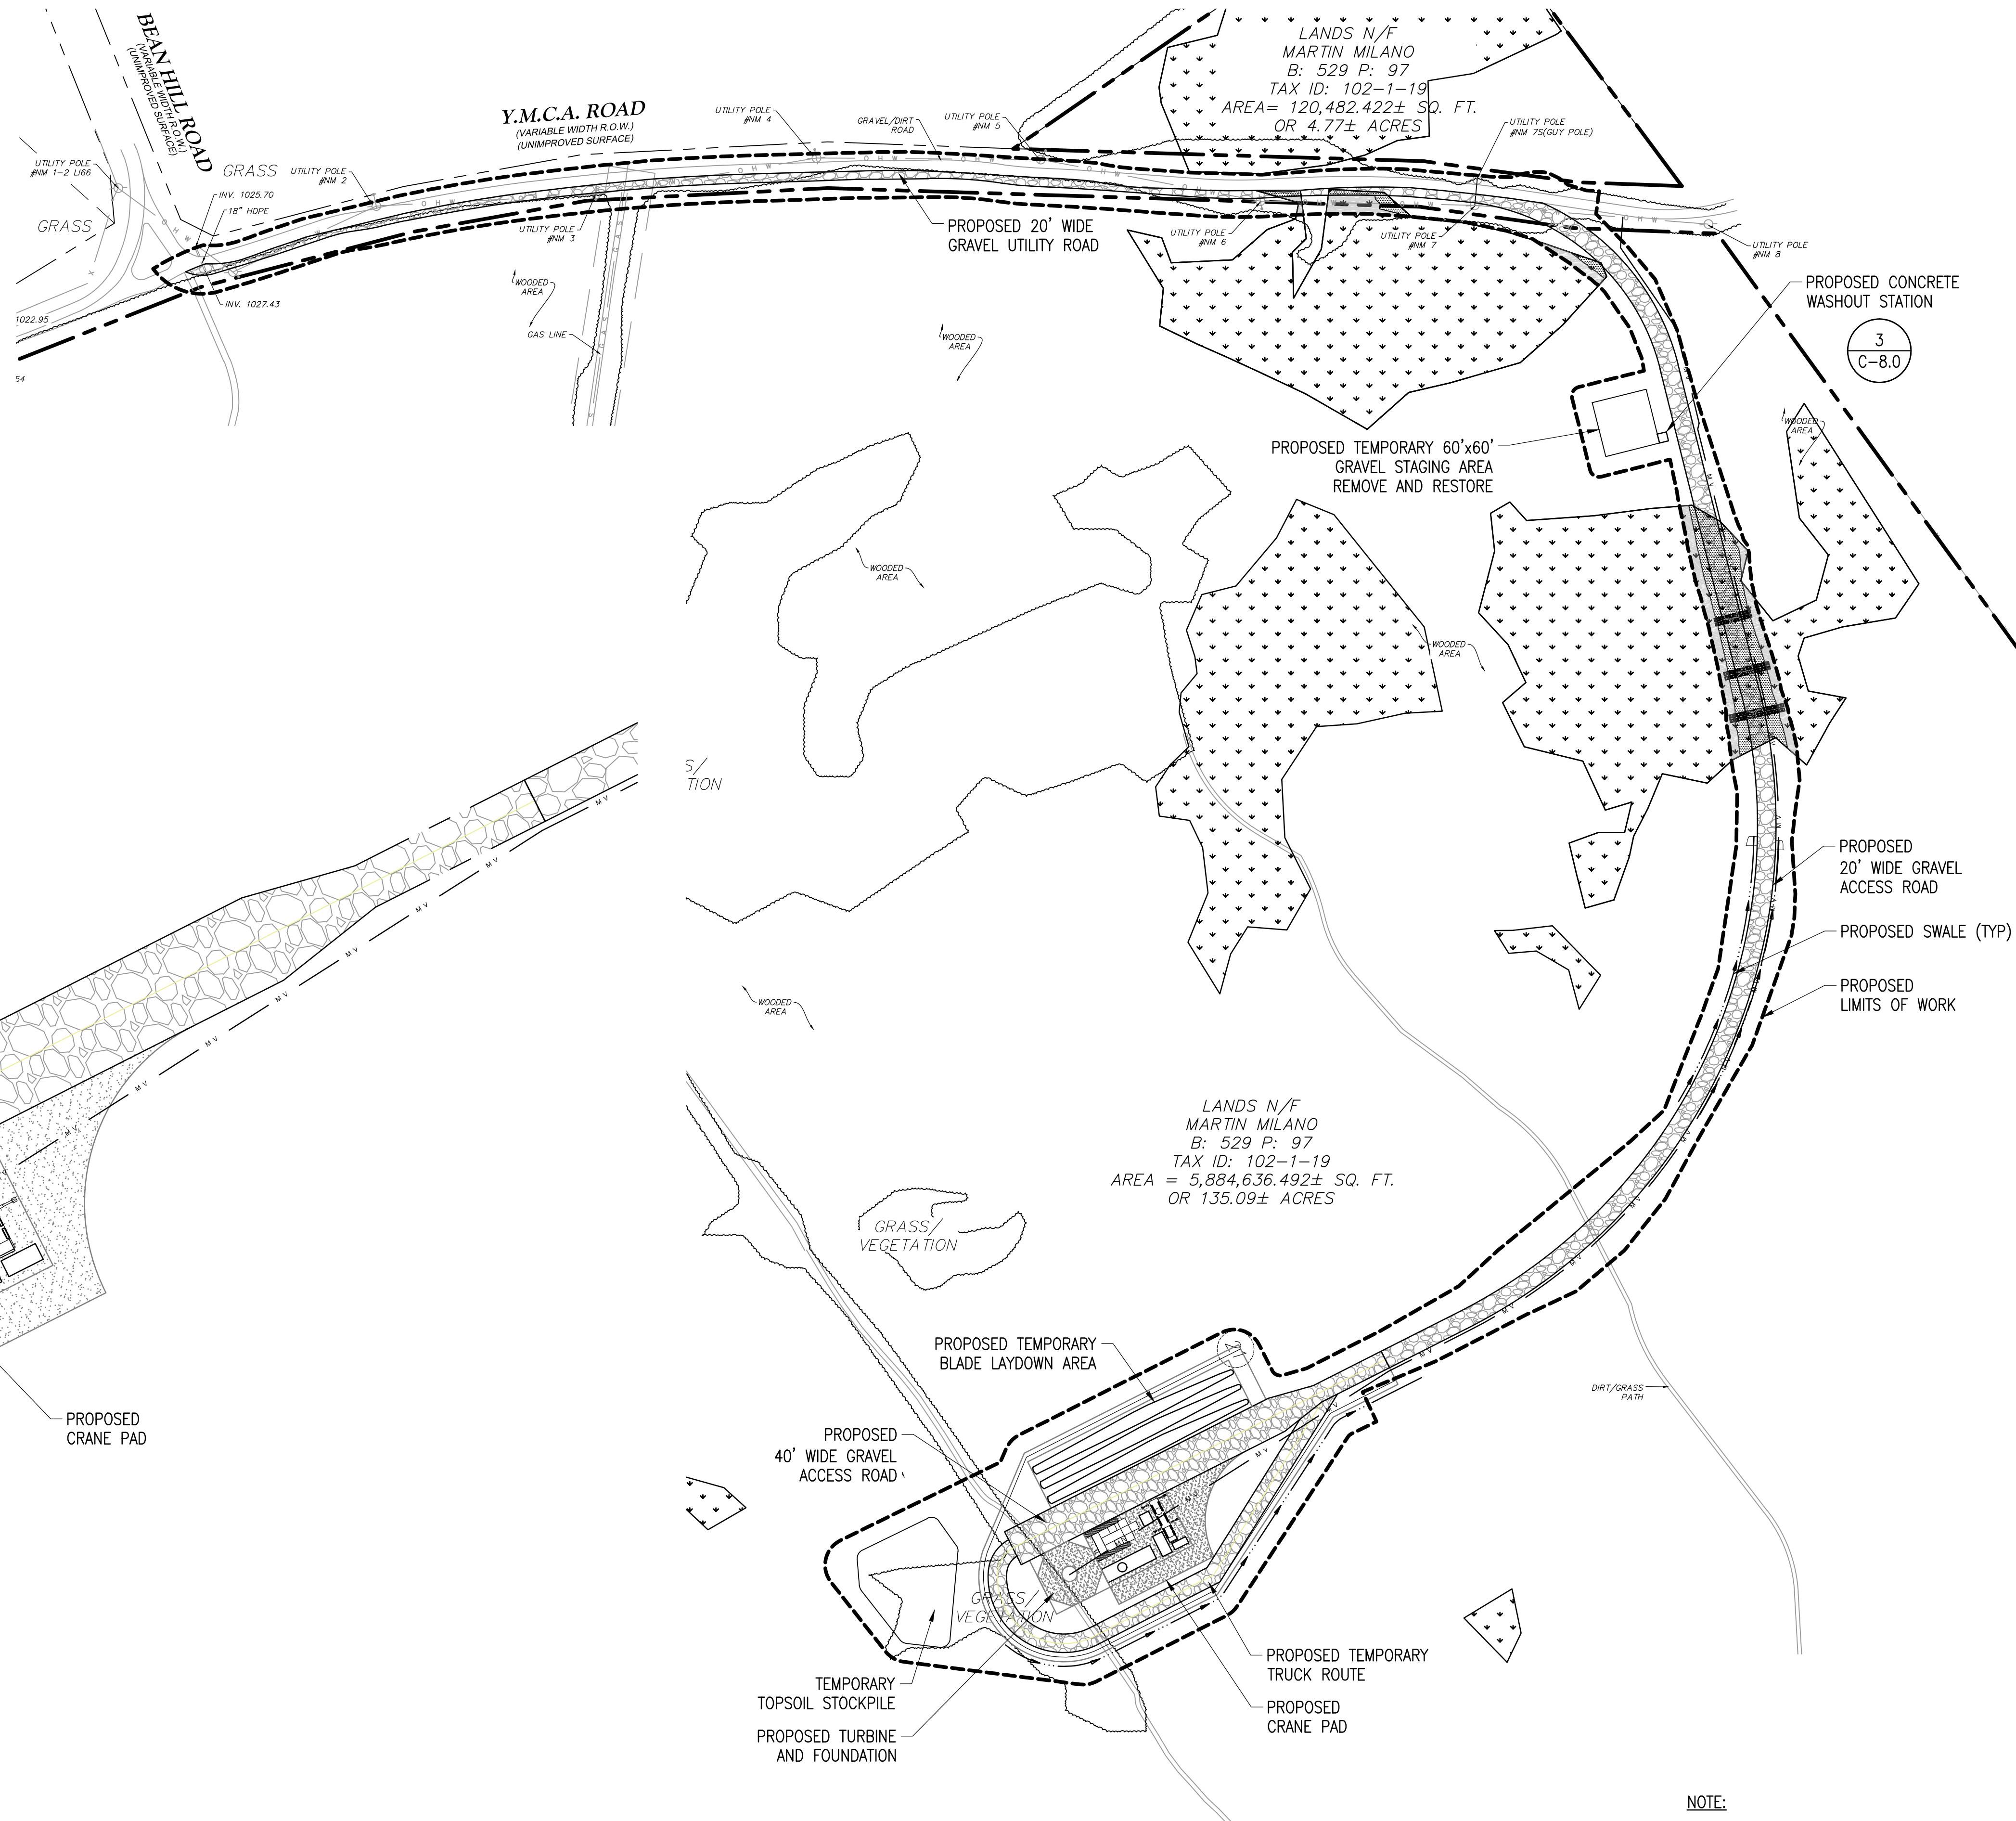 BEAN HILL ROAD
(VARIABLE WIDTH R.O.W.)
(UNIMPROVED SURFACE)
Y.M.C.A. ROAD
(VARIABLE WIDTH R.O.W.)
(UNIMPROVED SURFACE)
LANDS N/F
MARTIN MILANO
B: 529 P: 97
TAX ID: 102-1-19
AREA= 120,482.422± SQ. FT.
OR 4.77± ACRES
UTILITY POLE
#NM 1-2 LI66
GRASS
GRASS
UTILITY POLE
#NM 2
INV. 1025.70
18" HDPE
INV. 1027.43
1022.95
54
UTILITY POLE
#NM 3
UTILITY POLE
#NM 4
GRAVEL/DIRT
ROAD
UTILITY POLE
#NM 5
UTILITY POLE
#NM 6
UTILITY POLE
#NM 7
UTILITY POLE
#NM 7S(GUY POLE)
UTILITY POLE
#NM 8
O H W
PROPOSED 20' WIDE
GRAVEL UTILITY ROAD
WOODED
AREA
GAS LINE
WOODED
AREA
PROPOSED CONCRETE
WASHOUT STATION
3
C-8.0
PROPOSED TEMPORARY 60'x60'
GRAVEL STAGING AREA
REMOVE AND RESTORE
WOODED
AREA
WOODED
AREA
WOODED
AREA
S/
TION
M V
PROPOSED
20' WIDE GRAVEL
ACCESS ROAD
PROPOSED SWALE (TYP)
PROPOSED
LIMITS OF WORK
WOODED
AREA
LANDS N/F
MARTIN MILANO
B: 529 P: 97
TAX ID: 102-1-19
AREA = 5,884,636.492± SQ. FT.
OR 135.09± ACRES
GRASS/
VEGETATION
PROPOSED TEMPORARY
BLADE LAYDOWN AREA
DIRT/GRASS
PATH
PROPOSED
CRANE PAD
PROPOSED
40' WIDE GRAVEL
ACCESS ROAD
GRASS/
VEGETATION
TEMPORARY
TOPSOIL STOCKPILE
PROPOSED TURBINE
AND FOUNDATION
PROPOSED TEMPORARY
TRUCK ROUTE
PROPOSED
CRANE PAD
NOTE: